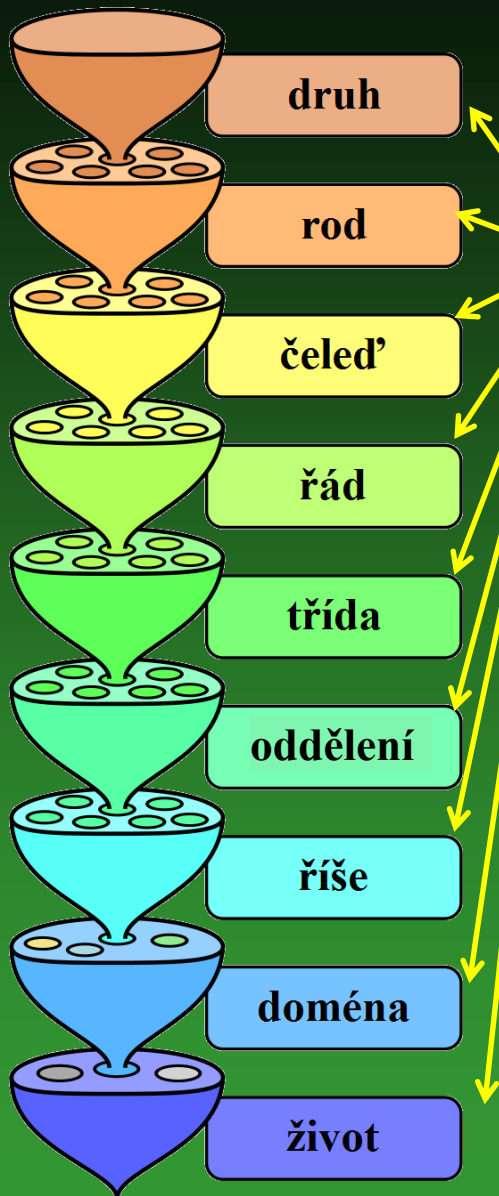 druh
rod
čeleď
řád
třída
oddělení
říše
doména
život